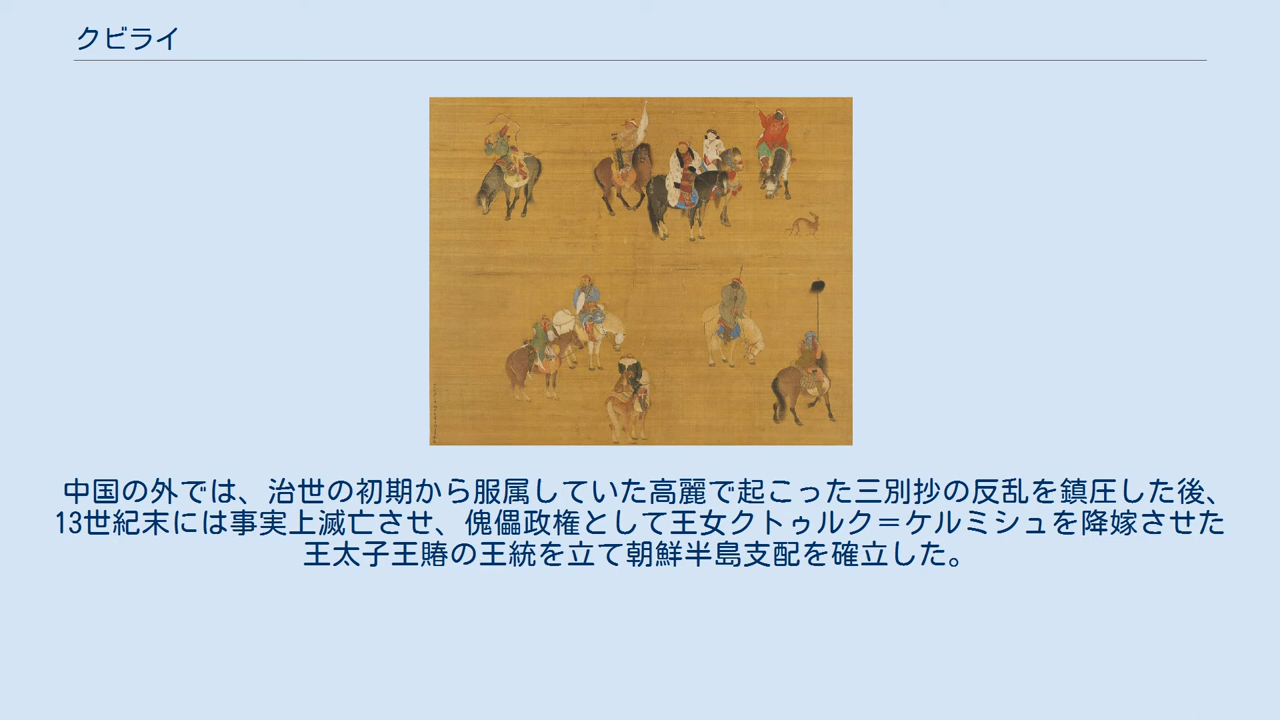 クビライ
中国の外では、治世の初期から服属していた高麗で起こった三別抄の反乱を鎮圧した後、
13世紀末には事実上滅亡させ、傀儡政権として王女クトゥルク＝ケルミシュを降嫁させた
王太子王賰の王統を立て朝鮮半島支配を確立した。